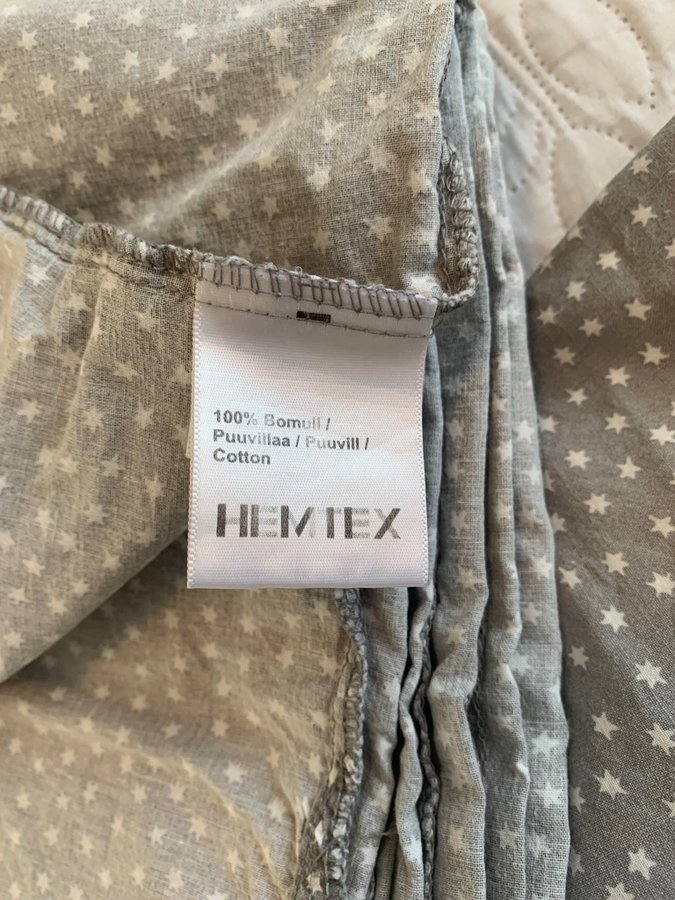 100% Bomull /
Puuvillaa / Puuvill /
Cotton
HEMTEX